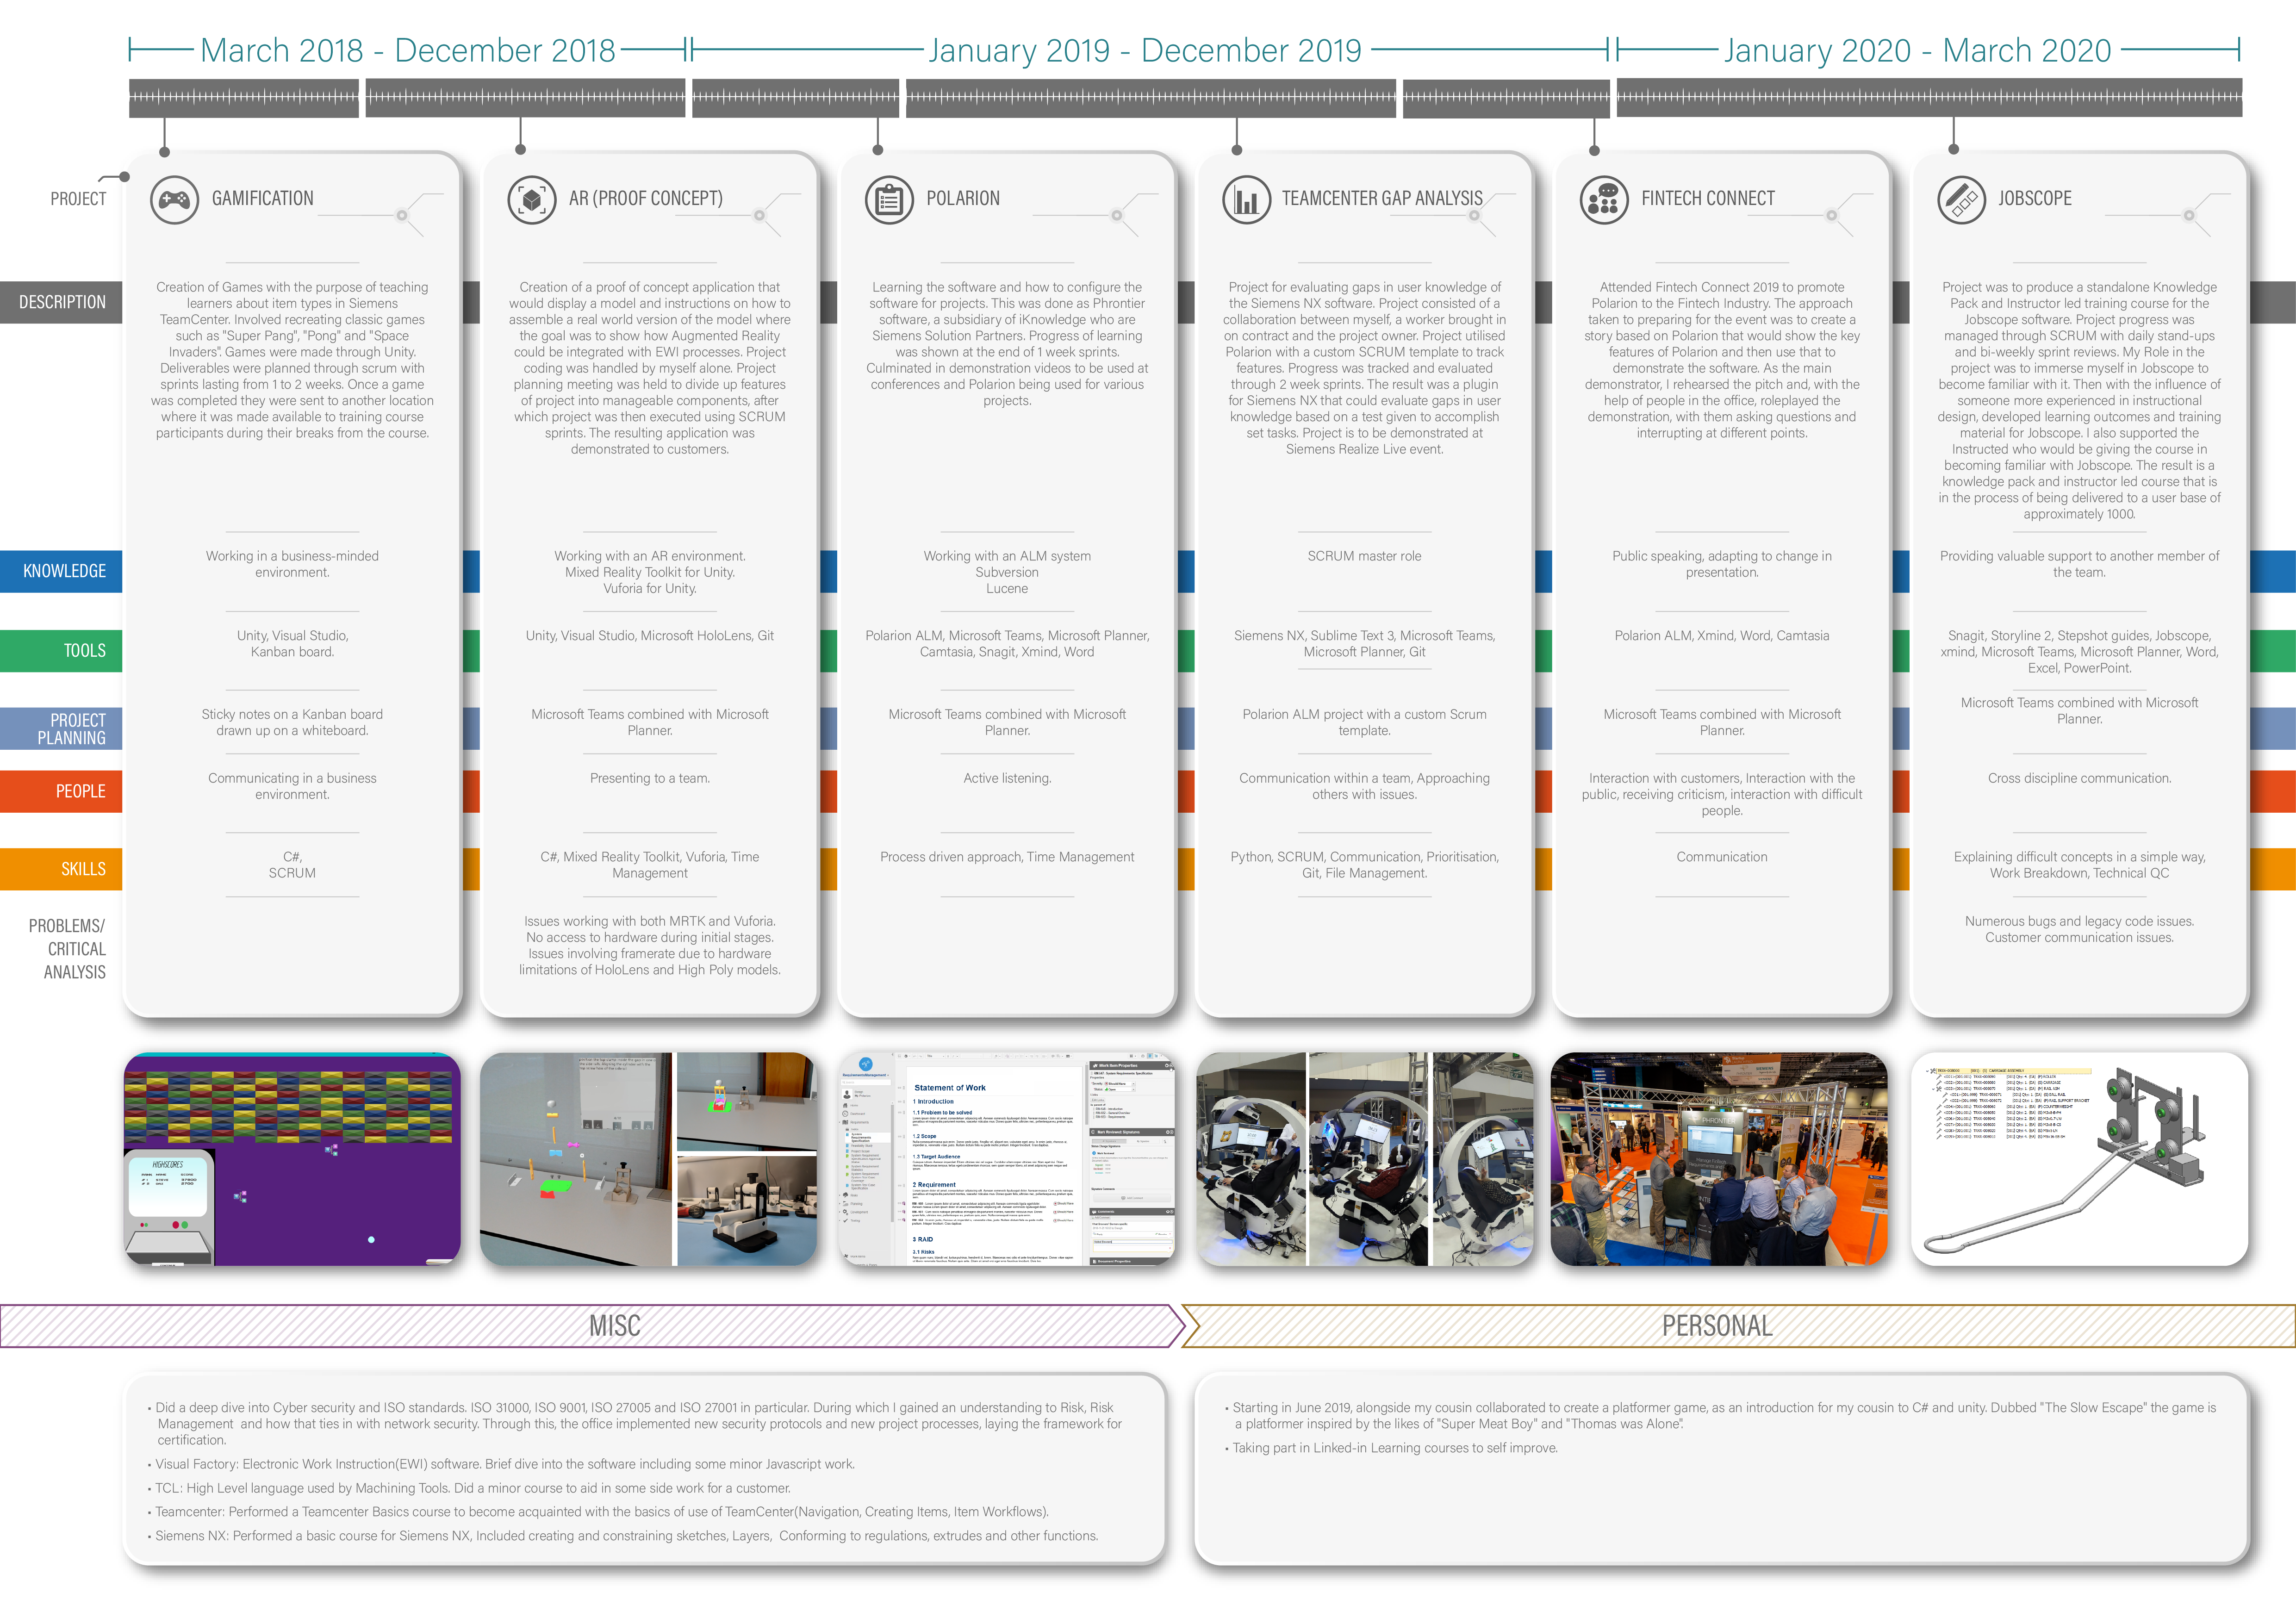 March 2018 - December 2018
January 2019 - December 2019
January 2020 - March 2020
PROJECT
GAMIFICATION
AR (PROOF CONCEPT)
POLARION
TEAMCENTER GAP ANALYSIS
FINTECH CONNECT
JOBSCOPE
DESCRIPTION
Creation of Games with the purpose of teaching
learners about item types in Siemens
TeamCenter. Involved recreating classic games
such as "Super Pang", "Pong" and "Space
Invaders". Games were made through Unity.
Deliverables were planned through scrum with
sprints lasting from 1 to 2 weeks. Once a game
was completed they were sent to another location
where it was made available to training course
participants during their breaks from the course.
Creation of a proof of concept application that
would display a model and instructions on how to
assemble a real world version of the model where
the goal was to show how Augmented Reality
could be integrated with EWI processes. Project
coding was handled by myself alone. Project
planning meeting was held to divide up features
of project into manageable components, after
which project was then executed using SCRUM
sprints. The resulting application was
demonstrated to customers.
Learning the software and how to configure the
software for projects. This was done as Phrontier
software, a subsidiary of iKnowledge who are
Siemens Solution Partners. Progress of learning
was shown at the end of 1 week sprints.
Culminated in demonstration videos to be used at
conferences and Polarion being used for various
projects.
Project for evaluating gaps in user knowledge of
the Siemens NX software. Project consisted of a
collaboration between myself, a worker brought in
on contract and the project owner. Project utilised
Polarion with a custom SCRUM template to track
features. Progress was tracked and evaluated
through 2 week sprints. The result was a plugin
for Siemens NX that could evaluate gaps in user
knowledge based on a test given to accomplish
set tasks. Project is to be demonstrated at
Siemens Realize Live event.
Attended Fintech Connect 2019 to promote
Polarion to the Fintech Industry. The approach
taken to preparing for the event was to create a
story based on Polarion that would show the key
features of Polarion and then use that to
demonstrate the software. As the main
demonstrator, I rehearsed the pitch and, with the
help of people in the office, roleplayed the
demonstration, with them asking questions and
interrupting at different points.
Project was to produce a standalone Knowledge
Pack and Instructor led training course for the
Jobscope software. Project progress was
managed through SCRUM with daily stand-ups
and bi-weekly sprint reviews. My Role in the
project was to immerse myself in Jobscope to
become familiar with it. Then with the influence of
someone more experienced in instructional
design, developed learning outcomes and training
material for Jobscope. I also supported the
Instructed who would be giving the course in
becoming familiar with Jobscope. The result is a
knowledge pack and instructor led course that is
in the process of being delivered to a user base of
approximately 1000.
KNOWLEDGE
Working in a business-minded
environment.
Working with an AR environment.
Mixed Reality Toolkit for Unity.
Vuforia for Unity.
Working with an ALM system
Subversion
Lucene
SCRUM master role
Public speaking, adapting to change in
presentation.
Providing valuable support to another member of
the team.
TOOLS
Unity, Visual Studio,
Kanban board.
Unity, Visual Studio, Microsoft HoloLens, Git
Polarion ALM, Microsoft Teams, Microsoft Planner,
Camtasia, Snagit, Xmind, Word
Siemens NX, Sublime Text 3, Microsoft Teams,
Microsoft Planner, Git
Polarion ALM, Xmind, Word, Camtasia
Snagit, Storyline 2, Stepshot guides, Jobscope,
xmind, Microsoft Teams, Microsoft Planner, Word,
Excel, PowerPoint.
PROJECT
PLANNING
Sticky notes on a Kanban board
drawn up on a whiteboard.
Microsoft Teams combined with Microsoft
Planner.
Microsoft Teams combined with Microsoft
Planner.
Polarion ALM project with a custom Scrum
template.
Microsoft Teams combined with Microsoft
Planner.
Microsoft Teams combined with Microsoft
Planner.
PEOPLE
Communicating in a business
environment.
Presenting to a team.
Active listening.
Communication within a team, Approaching
others with issues.
Interaction with customers, Interaction with the
public, receiving criticism, interaction with difficult
people.
Cross discipline communication.
SKILLS
C#,
SCRUM
C#, Mixed Reality Toolkit, Vuforia, Time
Management
Process driven approach, Time Management
Python, SCRUM, Communication, Prioritisation,
Git, File Management.
Communication
Explaining difficult concepts in a simple way,
Work Breakdown, Technical QC
PROBLEMS/
CRITICAL
ANALYSIS
Issues working with both MRTK and Vuforia.
No access to hardware during initial stages.
Issues involving framerate due to hardware
limitations of HoloLens and High Poly models.
Numerous bugs and legacy code issues.
Customer communication issues.
HIGHSCORES
Statement of Work
1 Introduction
1.1 Problem to be solved
1.2 Scope
1.3 Target Audience
2 Requirement
3 RAID
3.1 Risks
Work Item Properties
PHRONTIER
MISC
PERSONAL
• Did a deep dive into Cyber security and ISO standards. ISO 31000, ISO 9001, ISO 27005 and ISO 27001 in particular. During which I gained an understanding to Risk, Risk
Management and how that ties in with network security. Through this, the office implemented new security protocols and new project processes, laying the framework for
certification.
• Visual Factory: Electronic Work Instruction(EWI) software. Brief dive into the software including some minor Javascript work.
• TCL: High Level language used by Machining Tools. Did a minor course to aid in some side work for a customer.
• Teamcenter: Performed a Teamcenter Basics course to become acquainted with the basics of use of TeamCenter(Navigation, Creating Items, Item Workflows).
• Siemens NX: Performed a basic course for Siemens NX, Included creating and constraining sketches, Layers, Conforming to regulations, extrudes and other functions.
• Starting in June 2019, alongside my cousin collaborated to create a platformer game, as an introduction for my cousin to C# and unity. Dubbed "The Slow Escape" the game is
a platformer inspired by the likes of "Super Meat Boy" and "Thomas was Alone".
• Taking part in Linked-in Learning courses to self improve.